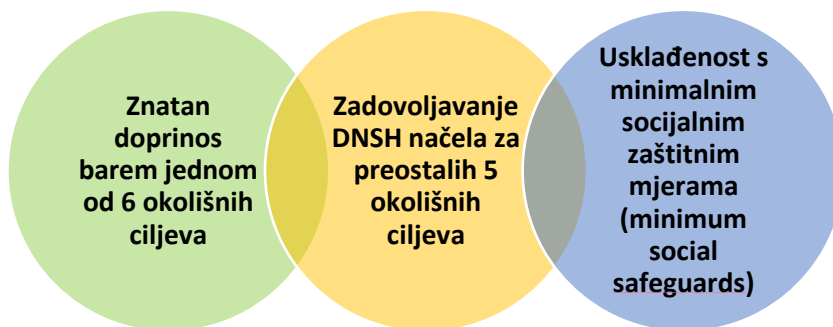 Znatan
doprinos
barem jednom
od 6 okolišnih
ciljeva
Zadovoljavanje
DNSH načela za
preostalih 5
okolišnih
ciljeva
Usklađenost s
minimalnim
socijalnim
zaštitnim
mjerama
(minimum
social
safeguards)